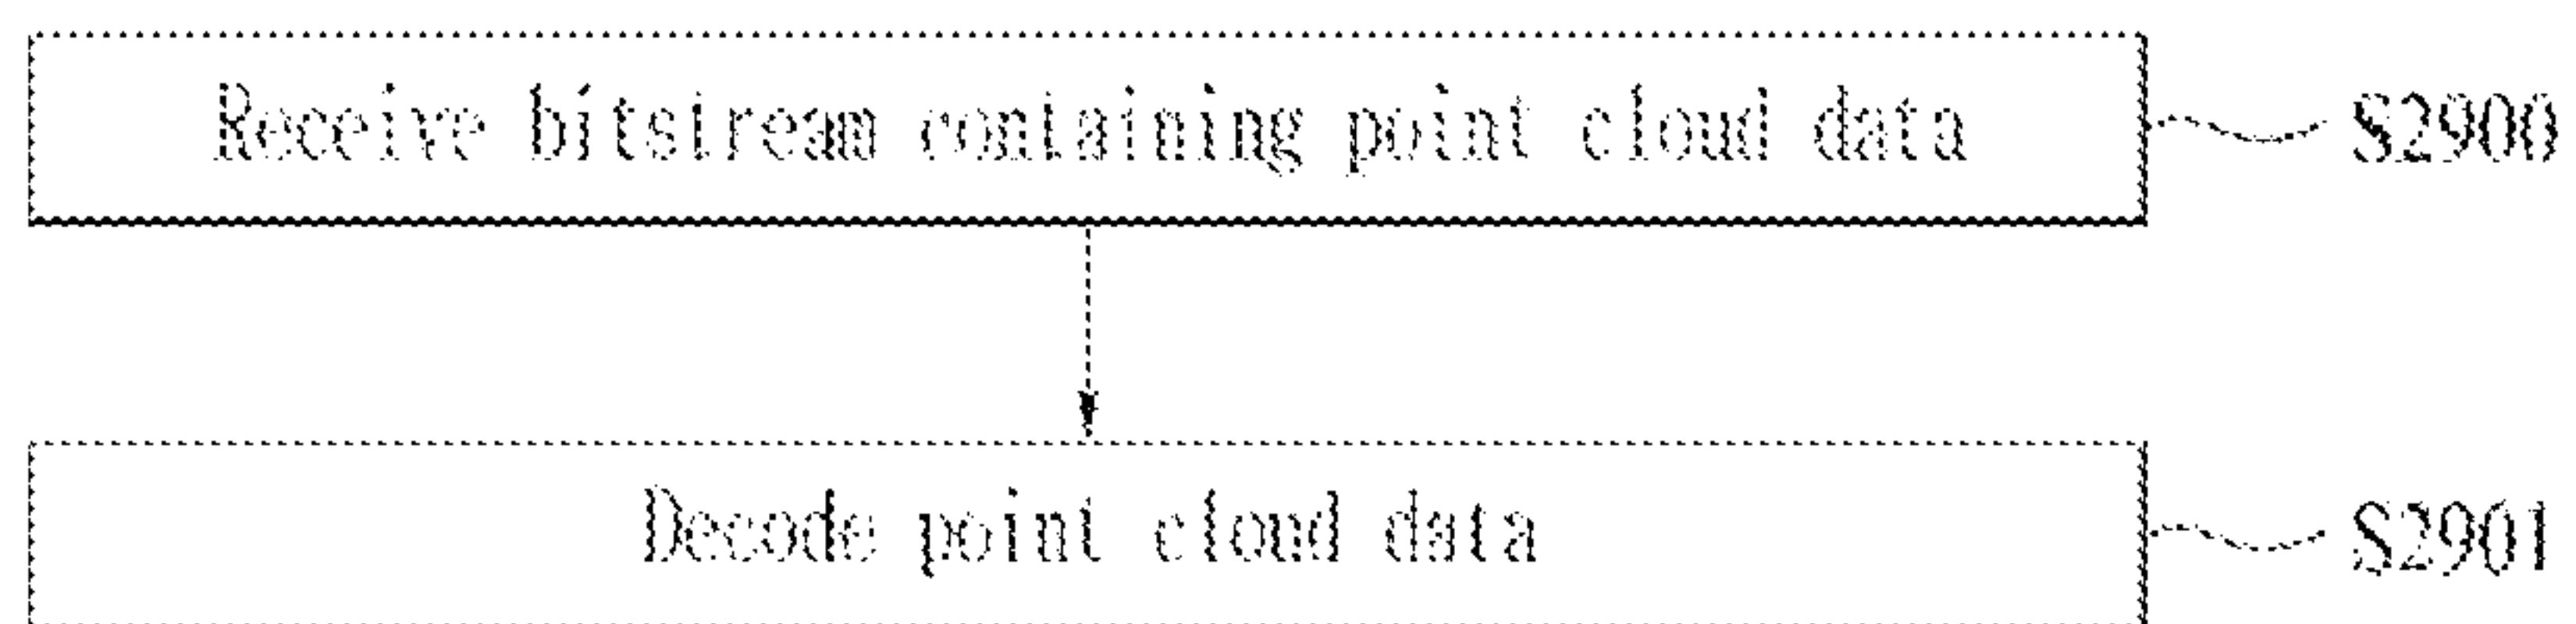 Receive bitstream containing point cloud data S2900
Decode point cloud data S2901